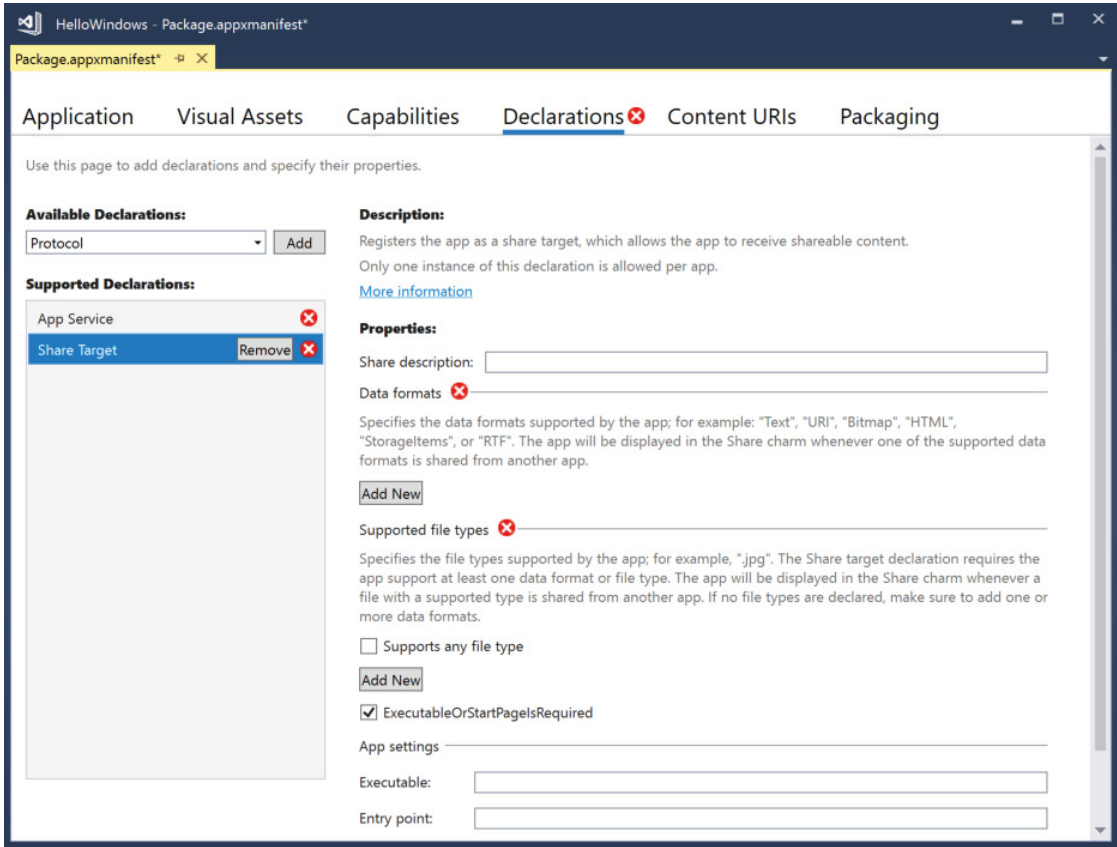 HelloWindows - Package.appxmanifest*
Package.appxmanifest*
Application Visual Assets Capabilities Declarations Content URIs Packaging
Use this page to add declarations and specify their properties.
Available Declarations:
Protocol Add
Supported Declarations:
App Service
Share Target Remove
Description:
Registers the app as a share target, which allows the app to receive shareable content.
Only one instance of this declaration is allowed per app.
More information
Properties:
Share description:
Data formats
Specifies the data formats supported by the app; for example: "Text", "URI", "Bitmap", "HTML",
"StorageItems", or "RTF". The app will be displayed in the Share charm whenever one of the supported data
formats is shared from another app.
Add New
Supported file types
Specifies the file types supported by the app; for example, ".jpg". The Share target declaration requires the
app support at least one data format or file type. The app will be displayed in the Share charm whenever a
file with a supported type is shared from another app. If no file types are declared, make sure to add one or
more data formats.
Supports any file type
Add New
ExecutableOrStartPageIsRequired
App settings
Executable:
Entry point: